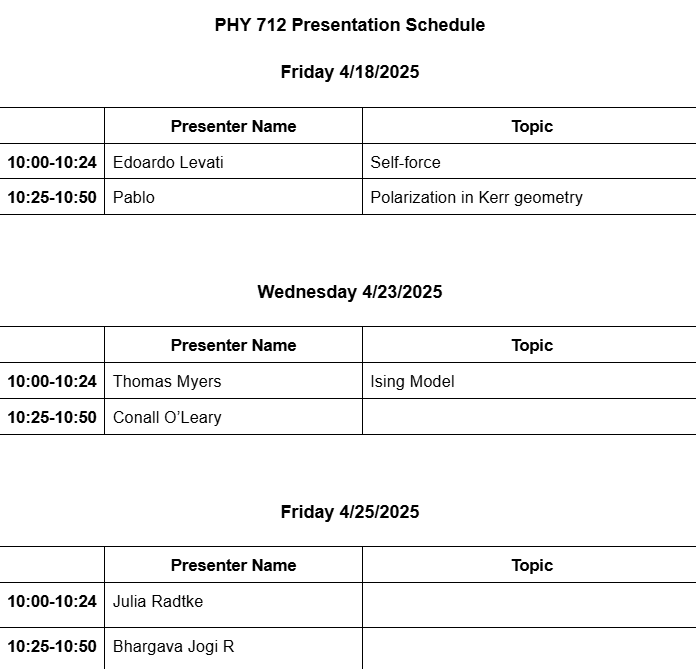 PHY 712 Presentation Schedule
Friday 4/18/2025
Presenter Name Topic
10:00-10:24 Edoardo Levati Self-force
10:25-10:50 Pablo Polarization in Kerr geometry
Wednesday 4/23/2025
Presenter Name Topic
10:00-10:24 Thomas Myers Ising Model
10:25-10:50 Conall O’Leary
Friday 4/25/2025
Presenter Name Topic
10:00-10:24 Julia Radtke
10:25-10:50 Bhargava Jogi R